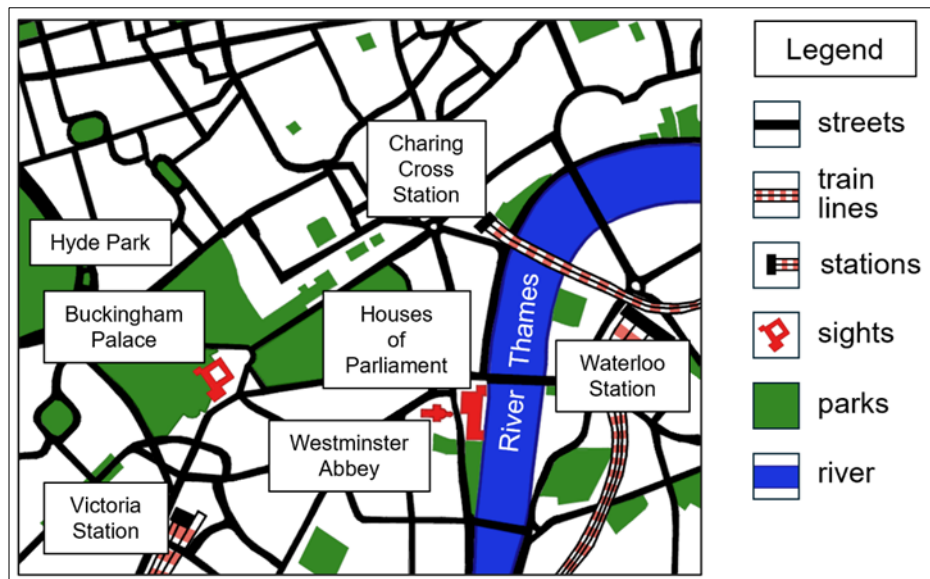 Charing
Cross
Station
Hyde Park
Buckingham
Palace
Houses
of
Parliament
River Thames
Waterloo
Station
Westminster
Abbey
Victoria
Station
Legend
streets
train
lines
stations
sights
parks
river